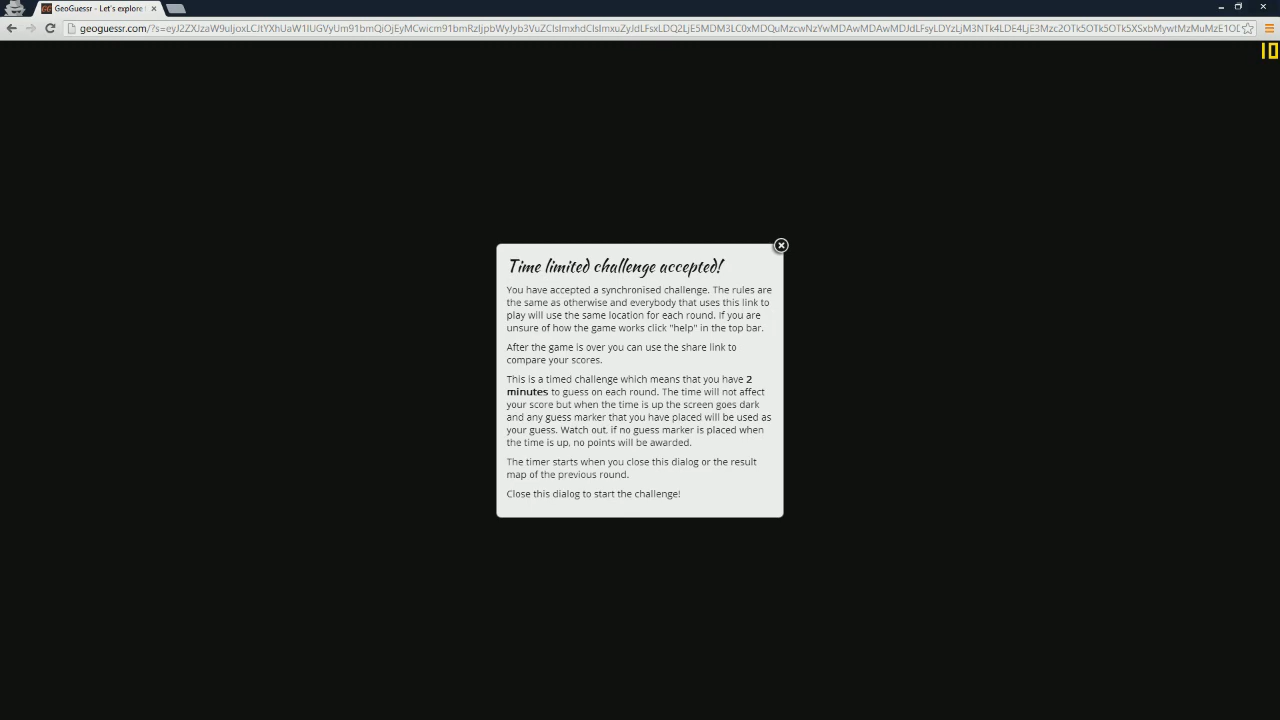 GeoGuessr - Let's explore
10
Time limited challenge accepted!
You have accepted a synchronised challenge. The rules are
the same as otherwise and everybody that uses this link to
play will use the same location for each round. If you are
unsure of how the game works click "help" in the top bar.
After the game is over you can use the share link to
compare your scores.
This is a timed challenge which means that you have 2
minutes to guess on each round. The time will not affect
your score but when the time is up the screen goes dark
and any guess marker that you have placed will be used as
your guess. Watch out, if no guess marker is placed when
the time is up, no points will be awarded.
The timer starts when you close this dialog or the result
map of the previous round.
Close this dialog to start the challenge!